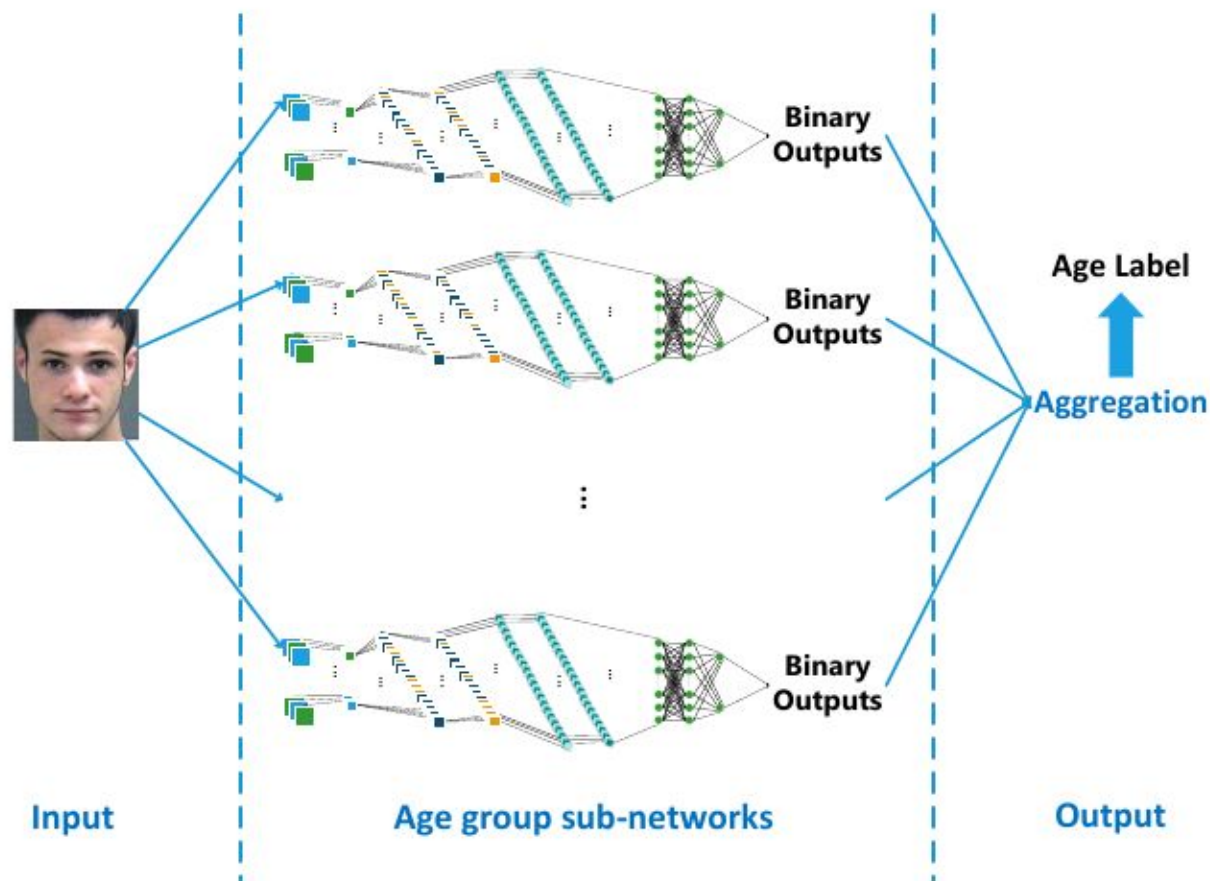 Binary
Outputs
Binary
Outputs
Age Label
Aggregation
Binary
Outputs
Input
Age group sub-networks
Output